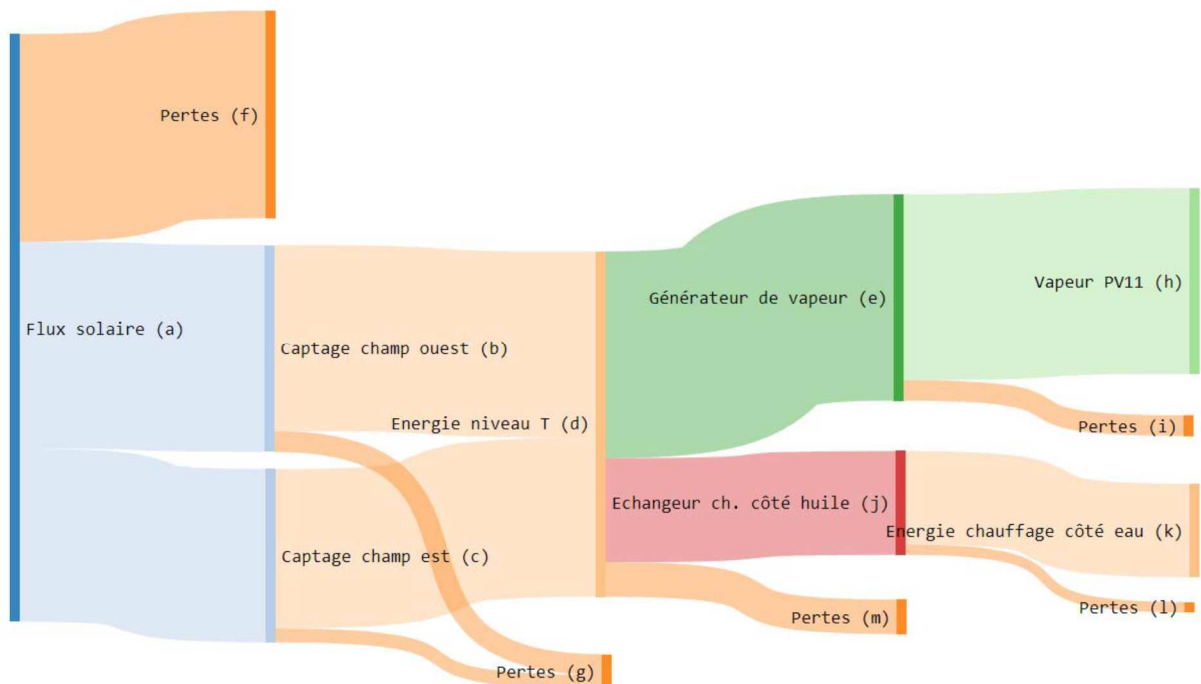 Pertes (f)
Flux solaire (a)
Captage champ ouest (b)
Captage champ est (c)
Energie niveau T (d)
Pertes (g)
Générateur de vapeur (e)
Echangeur ch. côté huile (j)
Pertes (m)
Vapeur PV11 (h)
Pertes (i)
Energie chauffage côté eau (k)
Pertes (l)